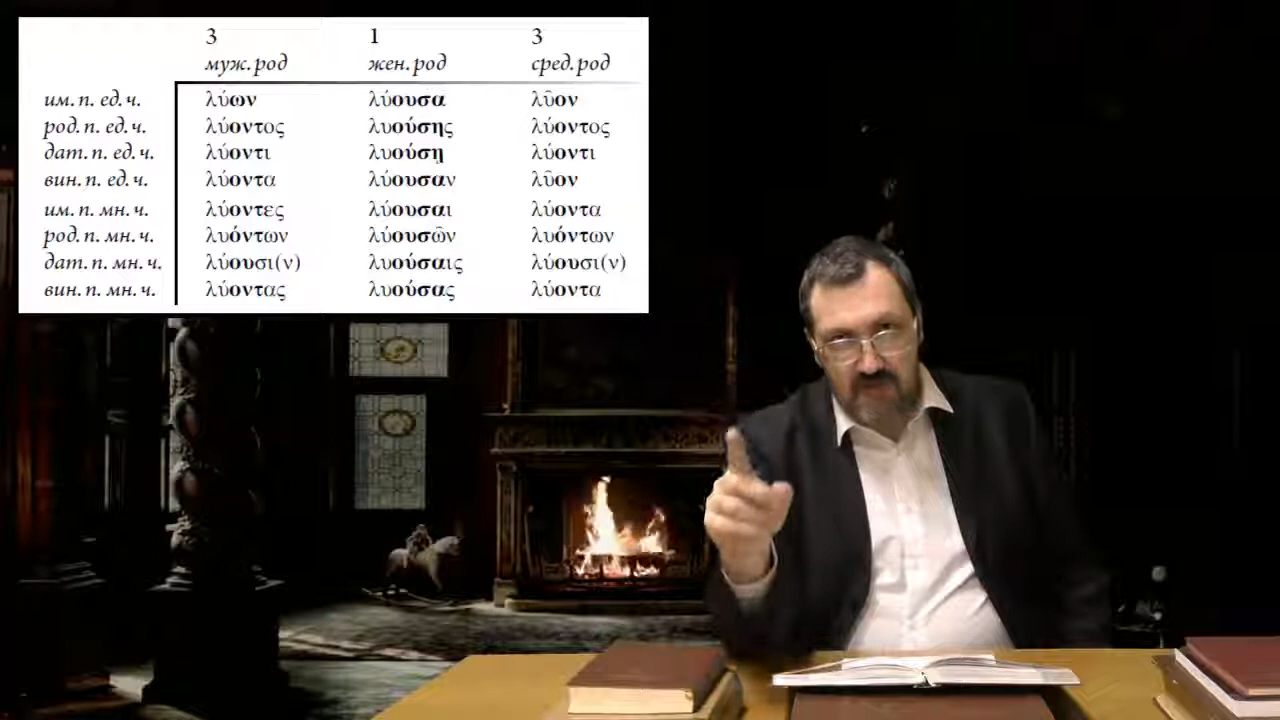 3 1 3
муж. род жен. род сред. род
им. п. ед. ч. λύων λύουσα λῦον
род. п. ед. ч. λύοντος λυούσης λύοντος
дат. п. ед. ч. λύοντι λυούσῃ λύοντι
вин. п. ед. ч. λύοντα λύουσαν λῦον
им. п. мн. ч. λύοντες λύουσαι λύοντα
род. п. мн. ч. λυόντων λύουσῶν λυόντων
дат. п. мн. ч. λύουσι(ν) λυούσαις λύουσι(ν)
вин. п. мн. ч. λύοντας λυούσας λύοντα